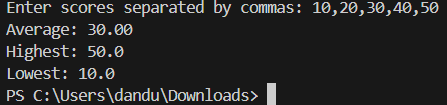 Enter scores separated by commas: 10,20,30,40,50
Average: 30.00
Highest: 50.0
Lowest: 10.0
PS C:\Users\dandu\Downloads>